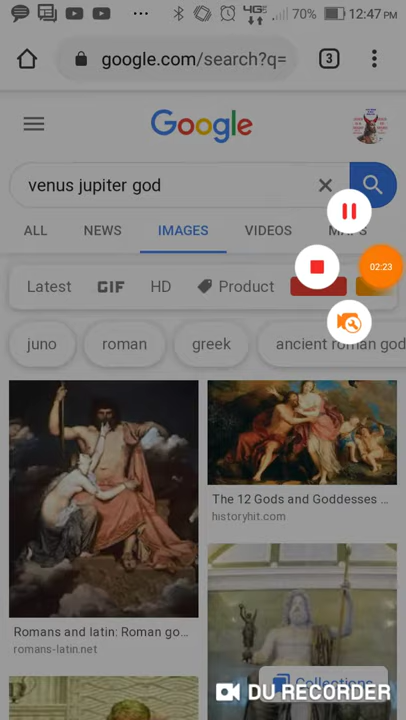 4GE 70% 12:47 PM
google.com/search?q=
3
Google
venus jupiter god
ALL NEWS IMAGES VIDEOS MAPS
02:23
Latest GIF HD Product
juno roman greek ancient roman god
The 12 Gods and Goddesses ...
historyhit.com
Romans and latin: Roman go...
romans-latin.net
Collections
DU RECORDER